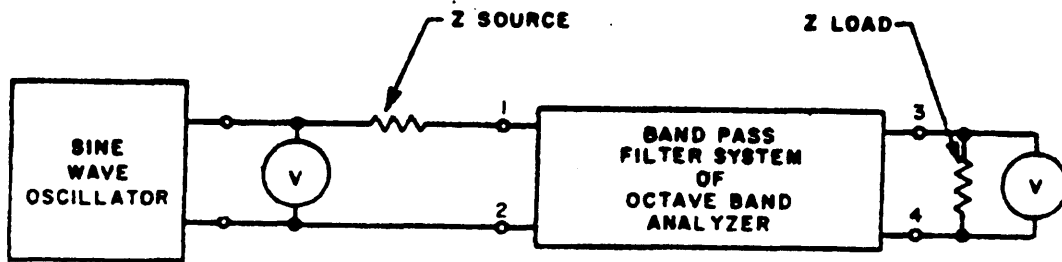 Z SOURCE
Z LOAD
SINE
WAVE
OSCILLATOR
V
1
2
BAND PASS
FILTER SYSTEM
OF
OCTAVE BAND
ANALYZER
3
4
V